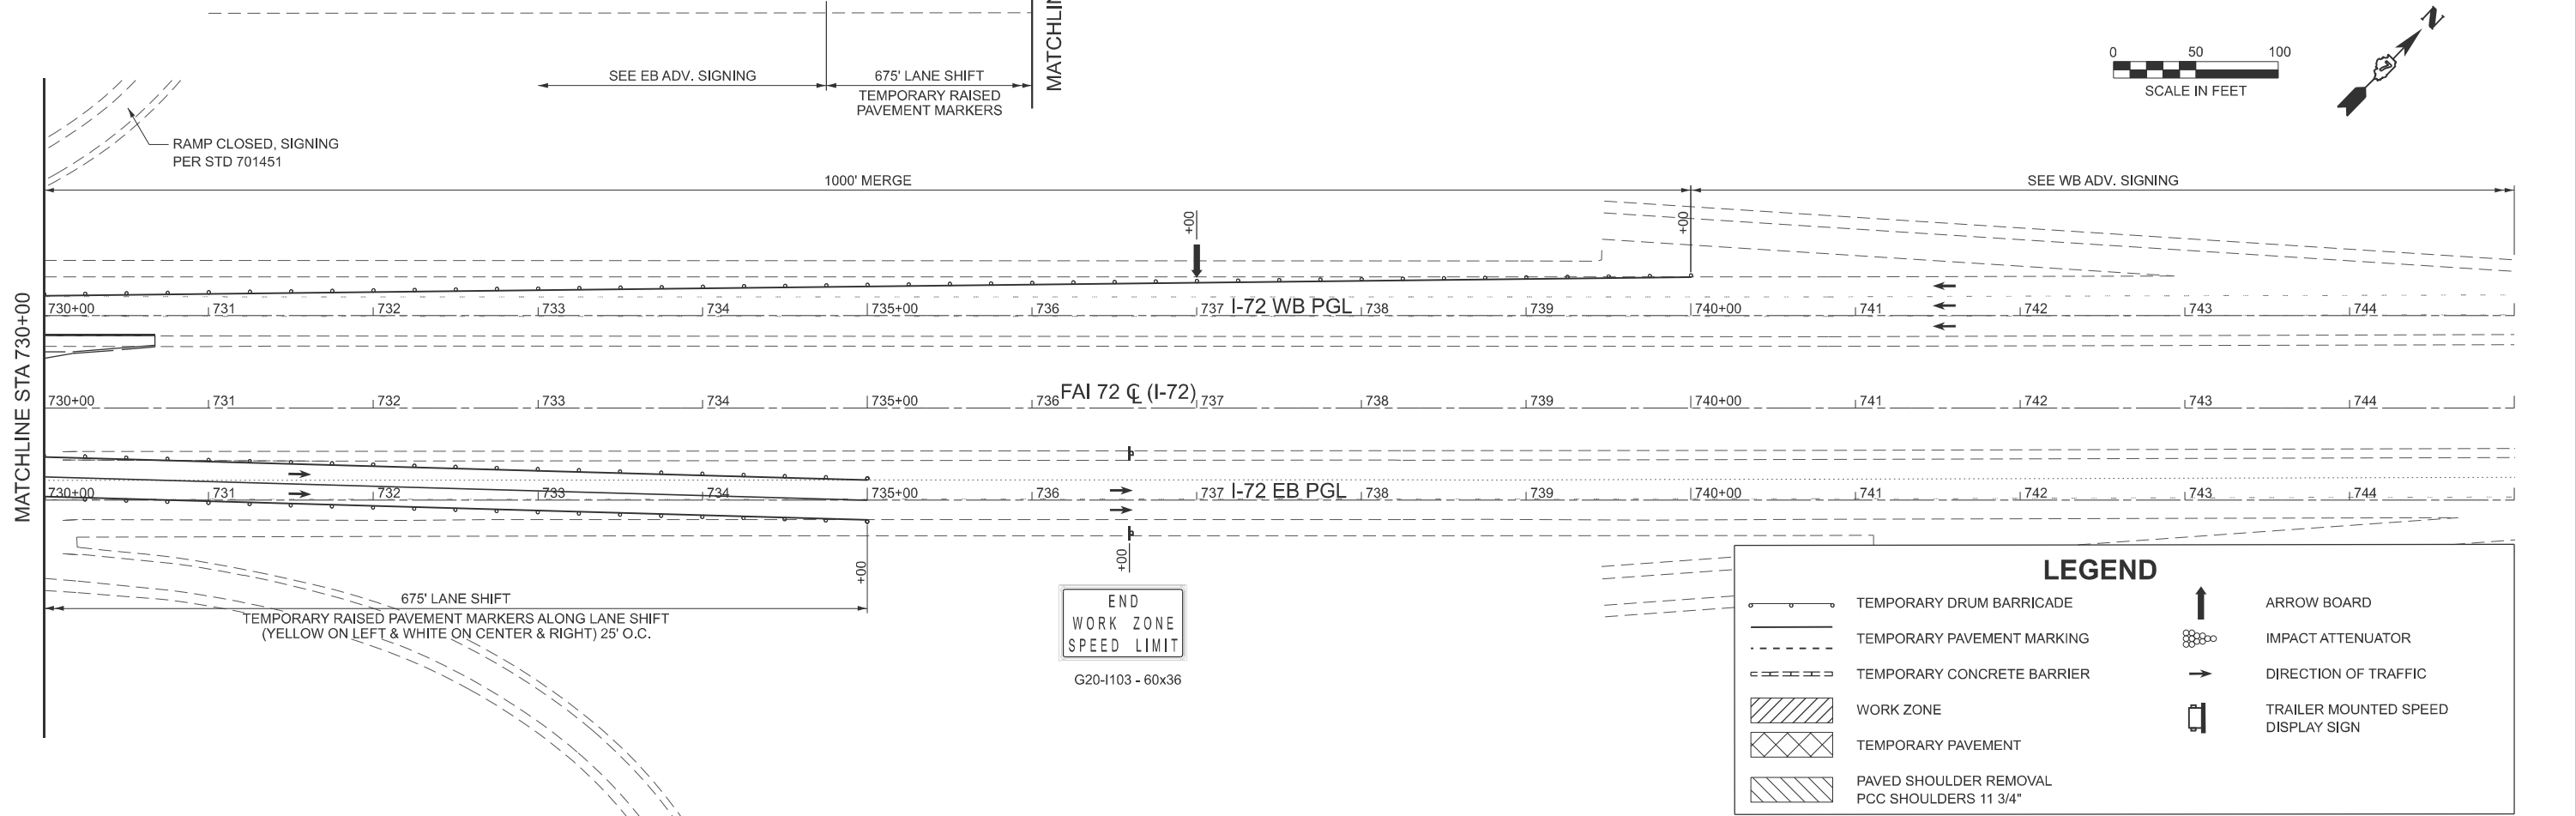 MATCHLIN
SEE EB ADV. SIGNING
675' LANE SHIFT
TEMPORARY RAISED
PAVEMENT MARKERS
0 50 100
SCALE IN FEET
N
RAMP CLOSED, SIGNING
PER STD 701451
1000' MERGE
SEE WB ADV. SIGNING
+00
+00
MATCHLINE STA 730+00
730+00 731 732 733 734 735+00 736 737 I-72 WB PGL 738 739 740+00 741 742 743 744
FAI 72 ℄ (I-72)
730+00 731 732 733 734 735+00 736 737 738 739 740+00 741 742 743 744
730+00 731 732 733 734 735+00 736 737 I-72 EB PGL 738 739 740+00 741 742 743 744
+00
+00
675' LANE SHIFT
TEMPORARY RAISED PAVEMENT MARKERS ALONG LANE SHIFT
(YELLOW ON LEFT & WHITE ON CENTER & RIGHT) 25' O.C.
END
WORK ZONE
SPEED LIMIT
G20-I103 - 60x36
LEGEND
TEMPORARY DRUM BARRICADE
TEMPORARY PAVEMENT MARKING
TEMPORARY CONCRETE BARRIER
WORK ZONE
TEMPORARY PAVEMENT
PAVED SHOULDER REMOVAL
PCC SHOULDERS 11 3/4"
ARROW BOARD
IMPACT ATTENUATOR
DIRECTION OF TRAFFIC
TRAILER MOUNTED SPEED
DISPLAY SIGN